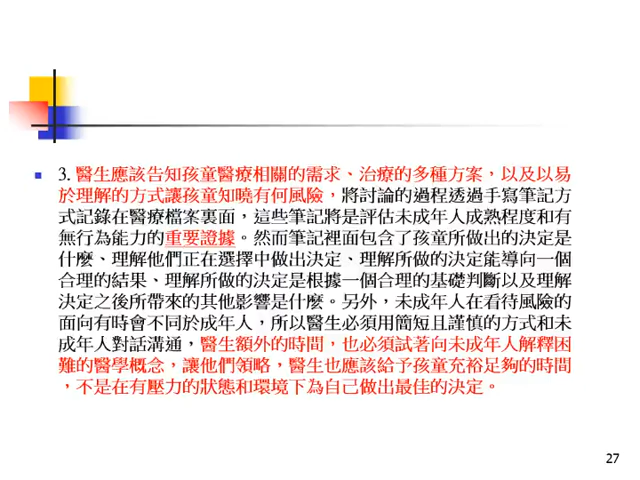 3. 醫生應該告知孩童醫療相關的需求、治療的多種方案，以及以易
於理解的方式讓孩童知曉有何風險，將討論的過程透過手寫筆記方
式記錄在醫療檔案裏面，這些筆記將是評估未成年人成熟程度和有
無行為能力的重要證據。然而筆記裡面包含了孩童所做出的決定是
什麼、理解他們正在選擇中做出決定、理解所做的決定能導向一個
合理的結果、理解所做的決定是根據一個合理的基礎判斷以及理解
決定之後所帶來的其他影響是什麼。另外，未成年人在看待風險的
面向有時會不同於成年人，所以醫生必須用簡短且謹慎的方式和未
成年人對話溝通，醫生額外的時間，也必須試著向未成年人解釋困
難的醫學概念，讓他們領略，醫生也應該給予孩童充裕足夠的時間
，不是在有壓力的狀態和環境下為自己做出最佳的決定。
27